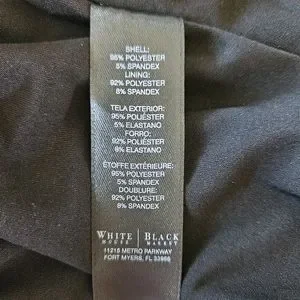 SHELL:
95% POLYESTER
5% SPANDEX
LINING:
92% POLYESTER
8% SPANDEX
TELA EXTERIOR:
95% POLIÉSTER
5% ELASTANO
FORRO:
92% POLIÉSTER
8% ELASTANO
ÉTOFFE EXTÉRIEURE:
95% POLYESTER
5% SPANDEX
DOUBLURE:
92% POLYESTER
8% SPANDEX
WHITE | BLACK
HOUSE | MARKET
11215 METRO PARKWAY
FORT MYERS, FL 33966